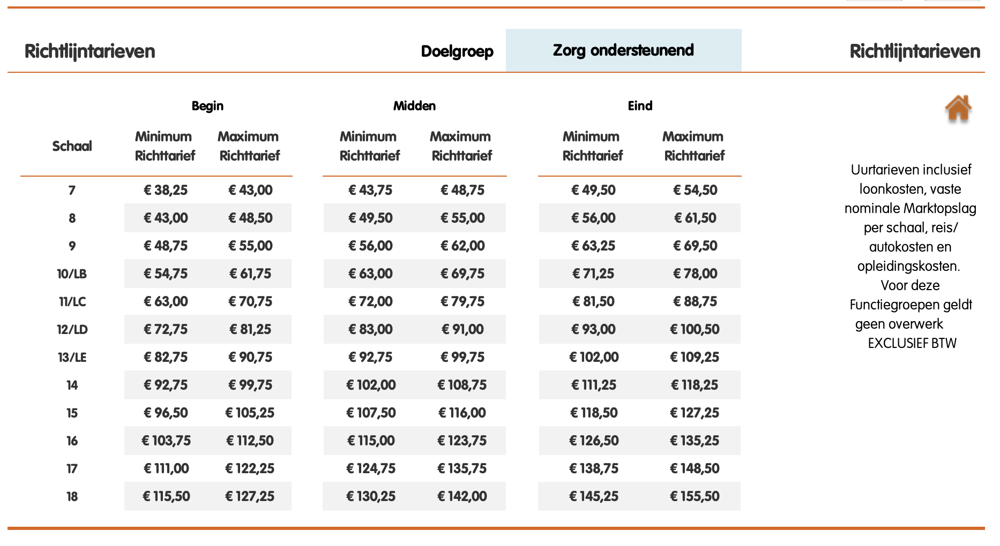 Richtlijntarieven Doelgroep Zorg ondersteunend Richtlijntarieven
Begin Midden Eind
Schaal Minimum Richttarief Maximum Richttarief Minimum Richttarief Maximum Richttarief Minimum Richttarief Maximum Richttarief
7 € 38,25 € 43,00 € 43,75 € 48,75 € 49,50 € 54,50
8 € 43,00 € 48,50 € 49,50 € 55,00 € 56,00 € 61,50
9 € 48,75 € 55,00 € 56,00 € 62,00 € 63,25 € 69,50
10/LB € 54,75 € 61,75 € 63,00 € 69,75 € 71,25 € 78,00
11/LC € 63,00 € 70,75 € 72,00 € 79,75 € 81,50 € 88,75
12/LD € 72,75 € 81,25 € 83,00 € 91,00 € 93,00 € 100,50
13/LE € 82,75 € 90,75 € 92,75 € 99,75 € 102,00 € 109,25
14 € 92,75 € 99,75 € 102,00 € 108,75 € 111,25 € 118,25
15 € 96,50 € 105,25 € 107,50 € 116,00 € 118,50 € 127,25
16 € 103,75 € 112,50 € 115,00 € 123,75 € 126,50 € 135,25
17 € 111,00 € 122,25 € 124,75 € 135,75 € 138,75 € 148,50
18 € 115,50 € 127,25 € 130,25 € 142,00 € 145,25 € 155,50
Uurtarieven inclusief
loonkosten, vaste
nominale Marktopslag
per schaal, reis/
autokosten en
opleidingskosten.
Voor deze
Functiegroepen geldt
geen overwerk
EXCLUSIEF BTW